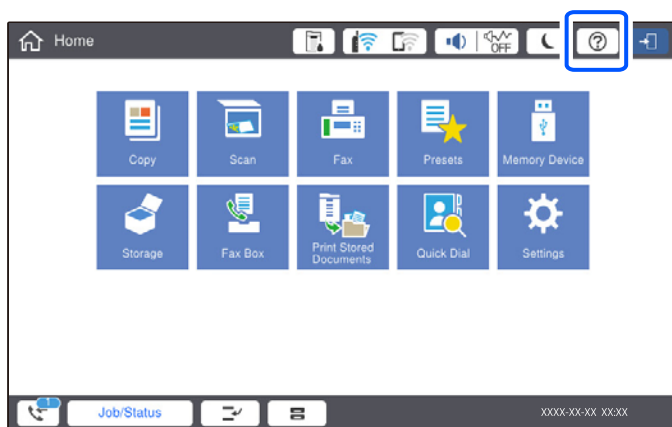 Home
OFF
?
Copy
Scan
Fax
Presets
Memory Device
Storage
Fax Box
Print Stored
Documents
Quick Dial
Settings
1
Job/Status
XXXX-XX-XX XX:XX